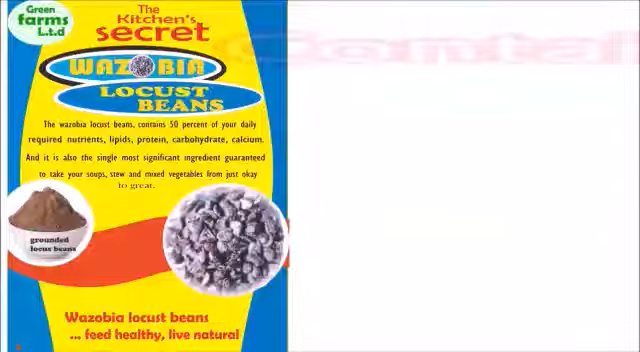 Green
farms
L.t.d
The
Kitchen's
secret
WAZOBIA
LOCUST
BEANS
The wazobia locust beans, contains 50 percent of your daily
required nutrients, lipids, protein, carbohydrate, calcium.
And it is also the single most significant ingredient guaranteed
to take your soups, stew and mixed vegetables from just okay
to great.
grounded
locus beans
Wazobia locust beans
... feed healthy, live natural